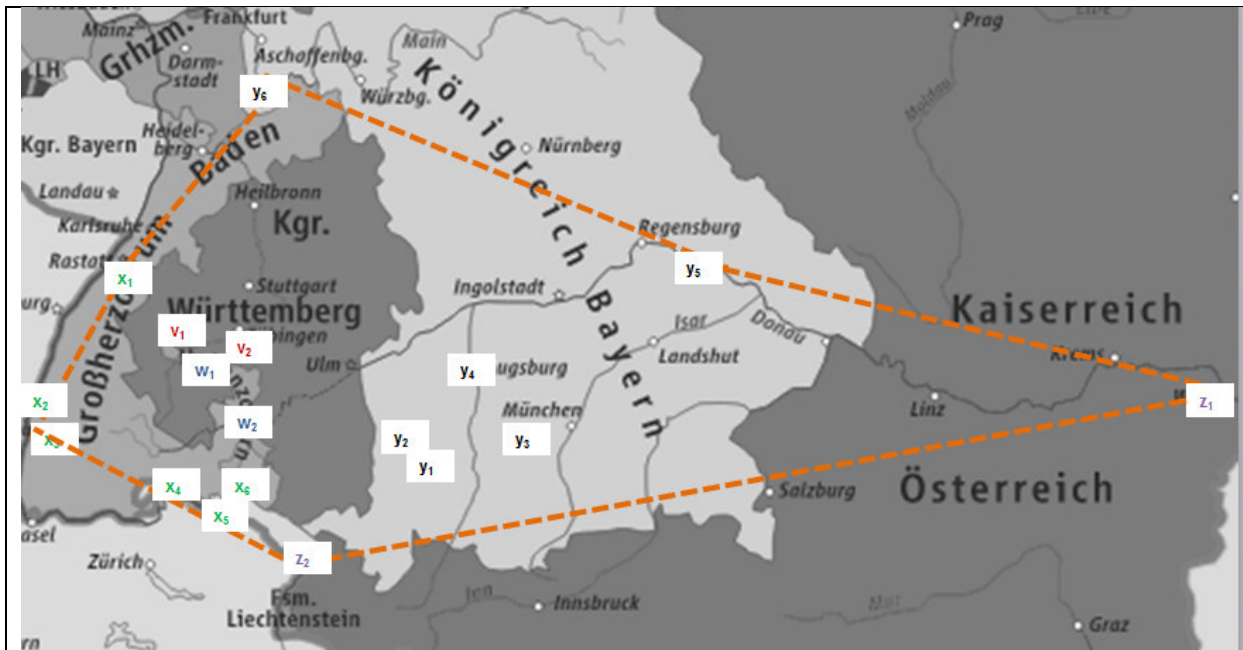 Frankfurt
Prag
Mainz
Main
Grhzm.
Aschaffenbg.
Darm-
stadt
LH
y₆
Würzbg.
Moldau
Königreich Bayern
Heidel-
berg
Kgr. Bayern
Baden
Nürnberg
Landau
Heilbronn
Karlsruhe
Kgr.
Regensburg
Rastatt
x₁
y₅
Stuttgart
Ingolstadt
Kaiserreich
Württemberg
Isar
Donau
v₁
v₂
Großherzo
Landshut
Krems
Ulm
w₁
y₄
ugsburg
x₂
z₁
Linz
München
w₂
x₃
y₂
y₃
y₁
x₄
x₆
Salzburg
Österreich
x₅
asel
z₂
Zürich
Fsm.
Liechtenstein
Inn
Innsbruck
Mur
Graz